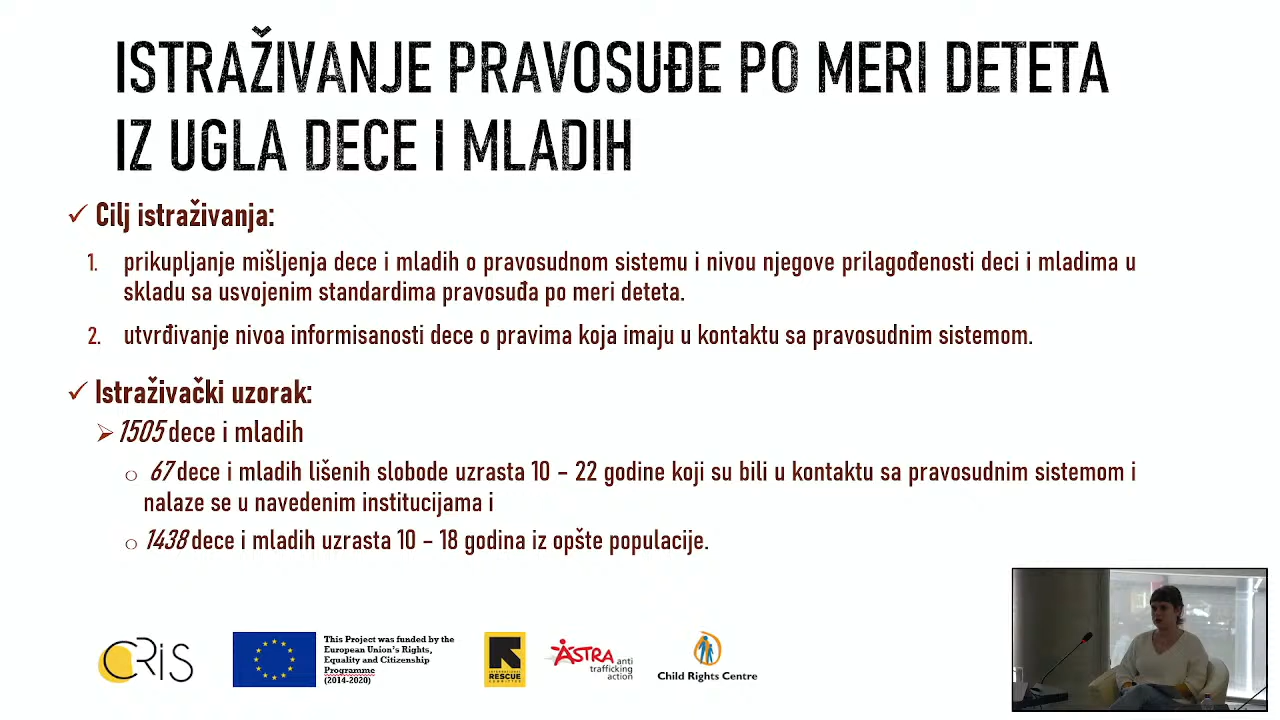 ISTRAŽIVANJE PRAVOSUĐE PO MERI DETETA
IZ UGLA DECE I MLADIH
✓ Cilj istraživanja:
1. prikupljanje mišljenja dece i mladih o pravosudnom sistemu i nivou njegove prilagođenosti deci i mladima u
skladu sa usvojenim standardima pravosuđa po meri deteta.
2. utvrđivanje nivoa informisanosti dece o pravima koja imaju u kontaktu sa pravosudnim sistemom.
✓ Istraživački uzorak:
➢ 1505 dece i mladih
o 67 dece i mladih lišenih slobode uzrasta 10 – 22 godine koji su bili u kontaktu sa pravosudnim sistemom i
nalaze se u navedenim institucijama i
o 1438 dece i mladih uzrasta 10 – 18 godina iz opšte populacije.
CRiS
This Project was funded by the
European Union's Rights,
Equality and Citizenship
Programme
(2014-2020)
INTERNATIONAL
RESCUE
COMMITTEE
ASTRA anti
trafficking
action
Child Rights Centre